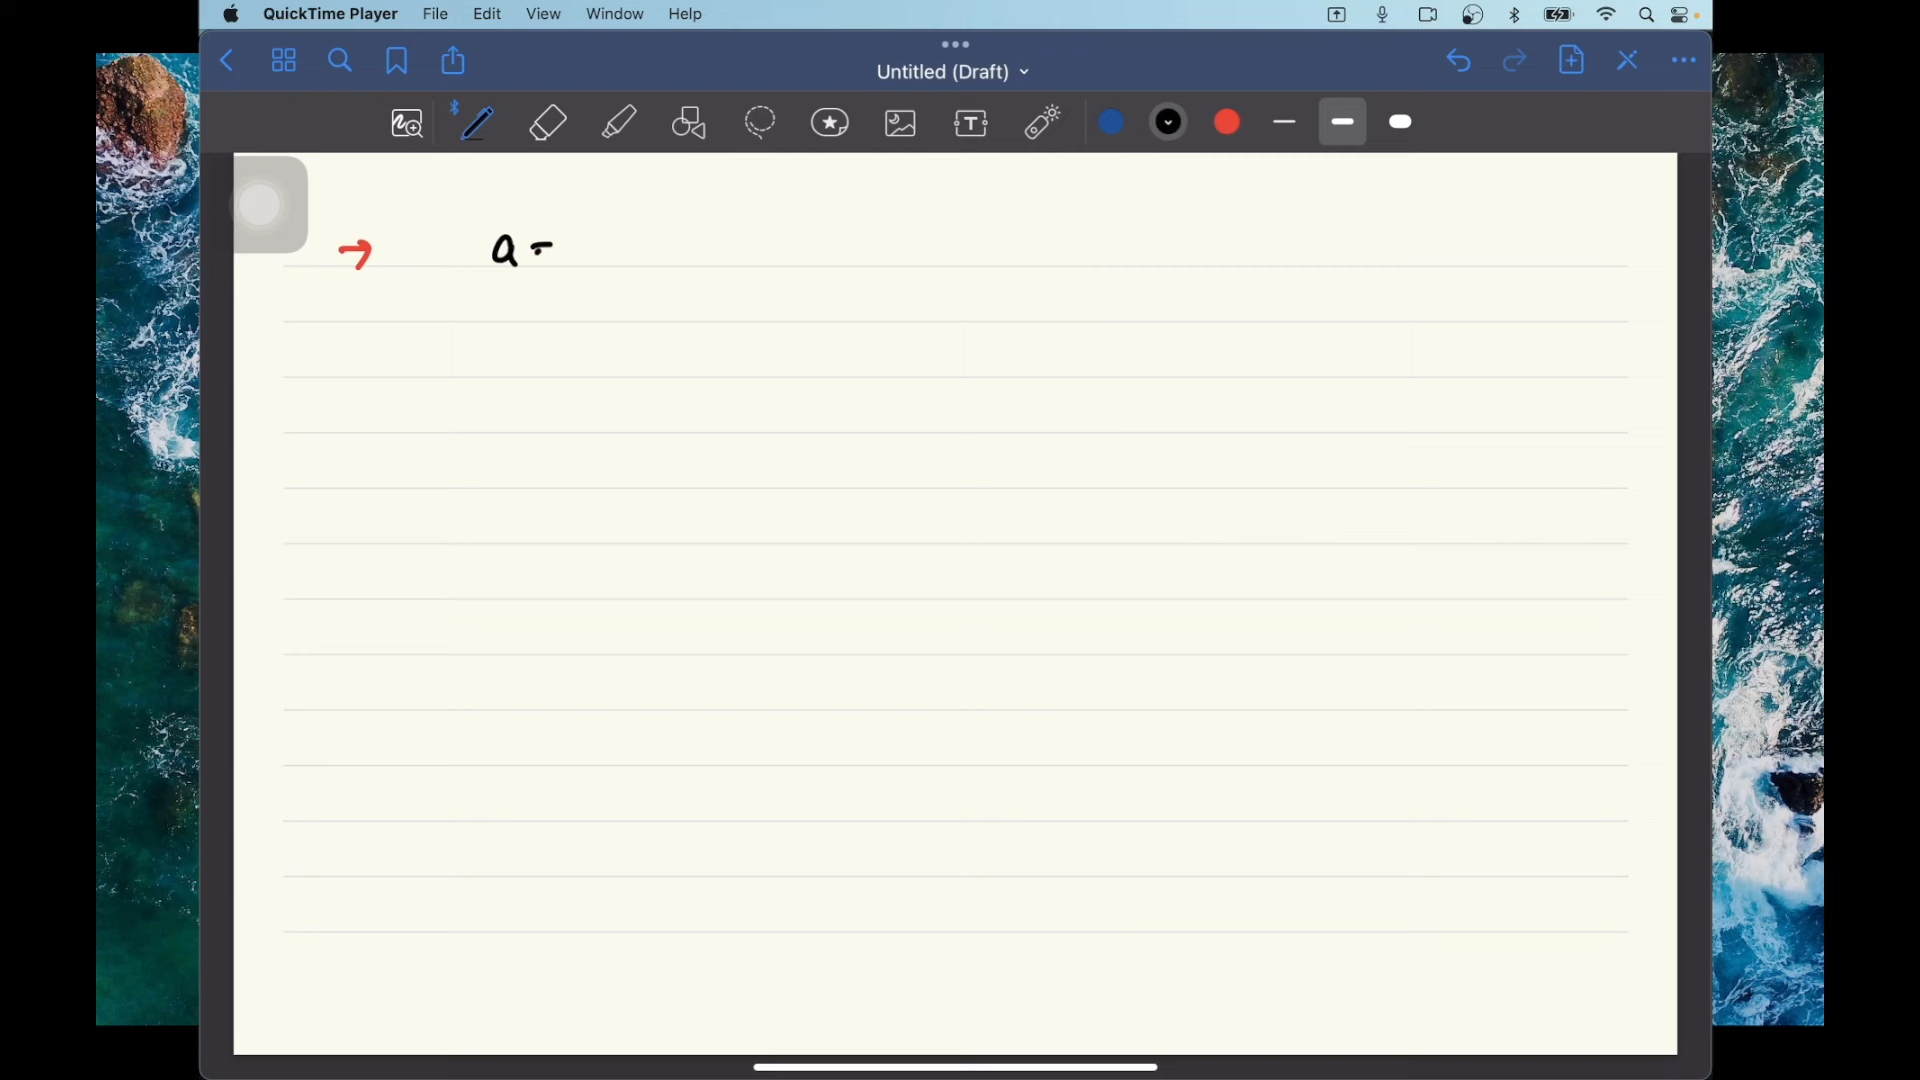 QuickTime Player File Edit View Window Help
Untitled (Draft)
T
→ a =